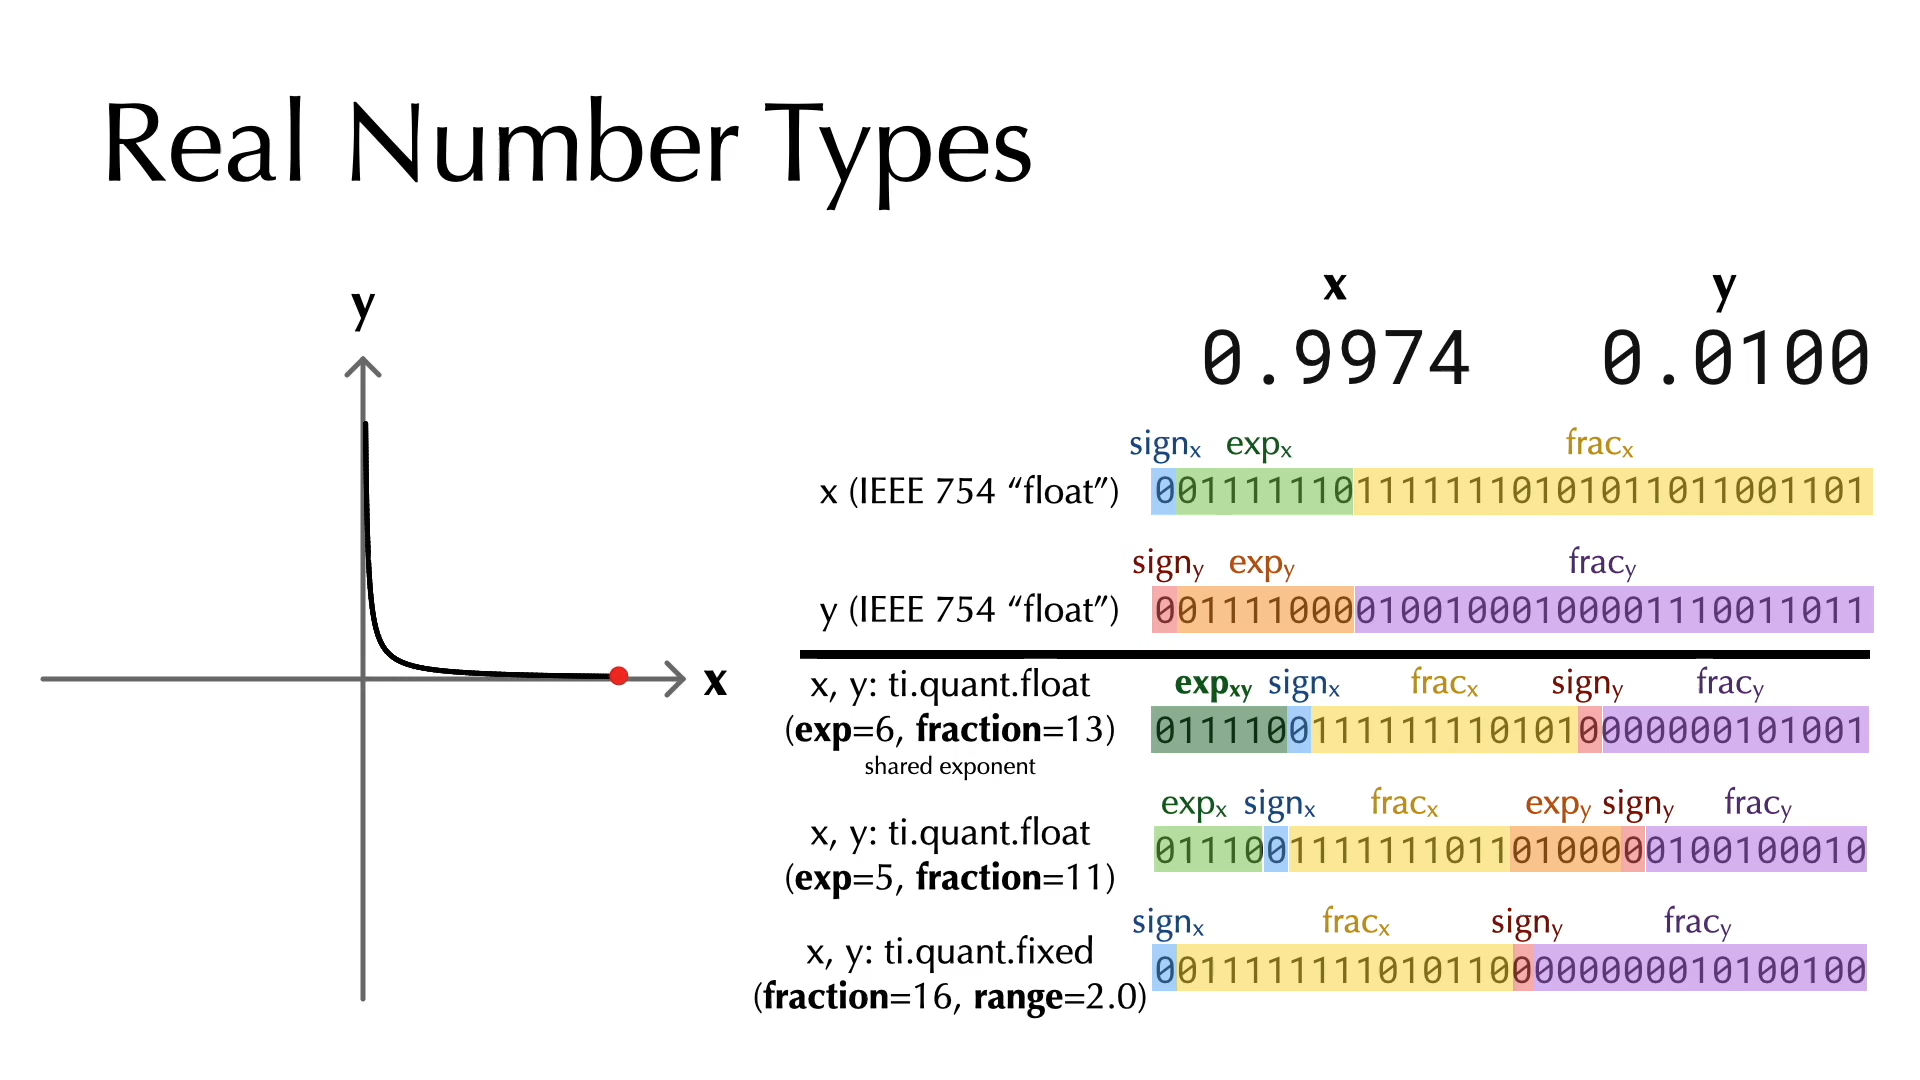 Real Number Types
y
x
x y
0.9974 0.0100
signx expx fracx
x (IEEE 754 “float”) 00111111011111110101011011001101
signy expy fracy
y (IEEE 754 “float”) 00111100001001000100001110011011
expxy signx fracx signy fracy
x, y: ti.quant.float
(exp=6, fraction=13) 01111001111111101010000000101001
shared exponent
expx signx fracx expy signy fracy
x, y: ti.quant.float
(exp=5, fraction=11) 01110011111110110100000100100010
signx fracx signy fracy
x, y: ti.quant.fixed
(fraction=16, range=2.0) 00111111110101100000000010100100